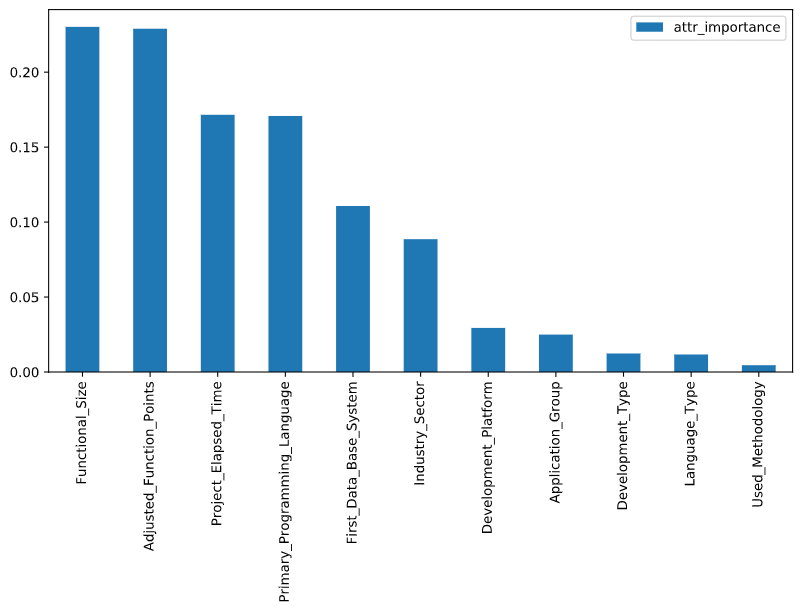 attr_importance
0.20
0.15
0.10
0.05
0.00
Functional_Size
Adjusted_Function_Points
Project_Elapsed_Time
Primary_Programming_Language
First_Data_Base_System
Industry_Sector
Development_Platform
Application_Group
Development_Type
Language_Type
Used_Methodology